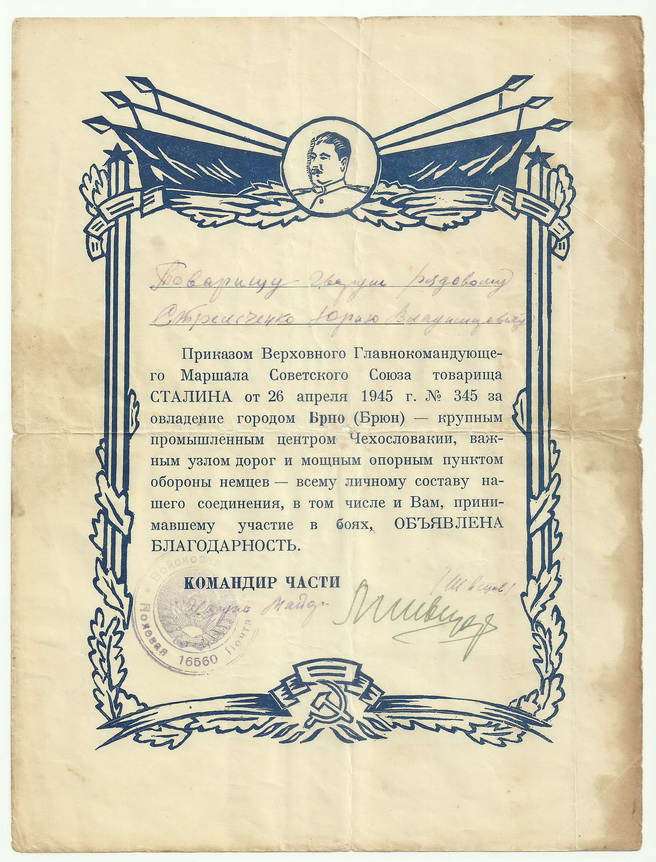 Товарищу гвардии рядовому
Стрельченко Юрию Владимировичу
Приказом Верховного Главнокомандующе-
го Маршала Советского Союза товарища
СТАЛИНА от 26 апреля 1945 г. № 345 за
овладение городом Брно (Брюн) — крупным
промышленным центром Чехословакии, важ-
ным узлом дорог и мощным опорным пунктом
обороны немцев — всему личному составу на-
шего соединения, в том числе и Вам, прини-
мавшему участие в боях, ОБЪЯВЛЕНА
БЛАГОДАРНОСТЬ.
КОМАНДИР ЧАСТИ
(Швецов)
Майор
Полевая Почта
16560